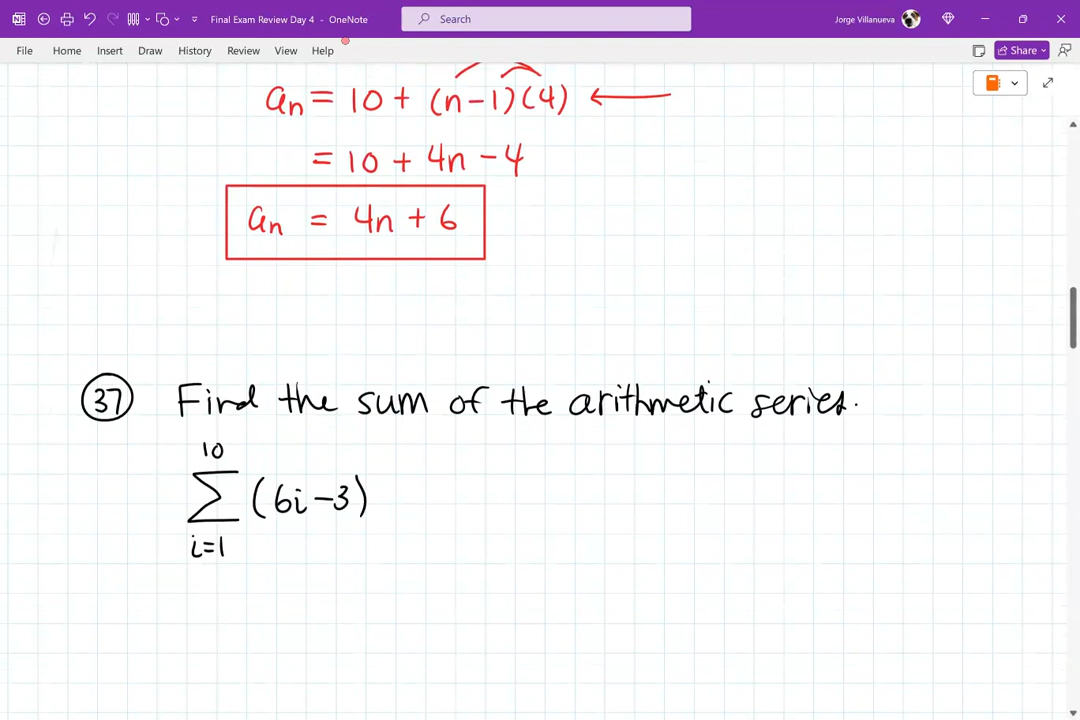 Final Exam Review Day 4 - OneNote
Search
Jorge Villanueva
File Home Insert Draw History Review View Help
Share
aₙ = 10 + (n-1)(4)
= 10 + 4n - 4
aₙ = 4n + 6
37 Find the sum of the arithmetic series.
10
∑ (6i-3)
i=1